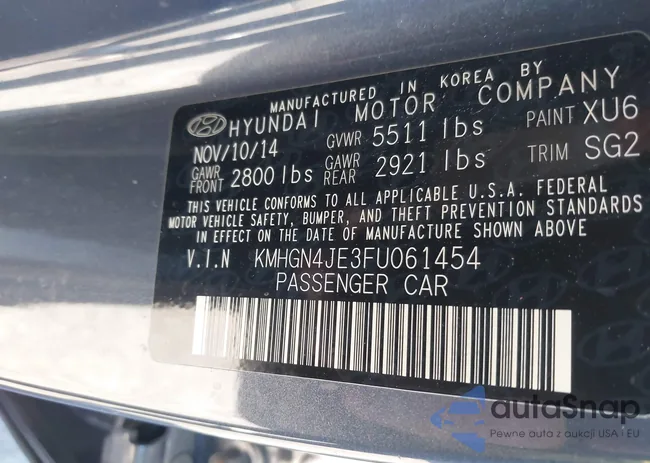 MANUFACTURED IN KOREA BY
HYUNDAI MOTOR COMPANY
NOV/10/14 GVWR 5511 lbs PAINT XU6
GAWR FRONT 2800 lbs GAWR REAR 2921 lbs TRIM SG2
THIS VEHICLE CONFORMS TO ALL APPLICABLE U.S.A. FEDERAL
MOTOR VEHICLE SAFETY, BUMPER, AND THEFT PREVENTION STANDARDS
IN EFFECT ON THE DATE OF MANUFACTURE SHOWN ABOVE
V.I.N KMHGN4JE3FU061454
PASSENGER CAR
autaSnap
Pewne auta z aukcji USA i EU